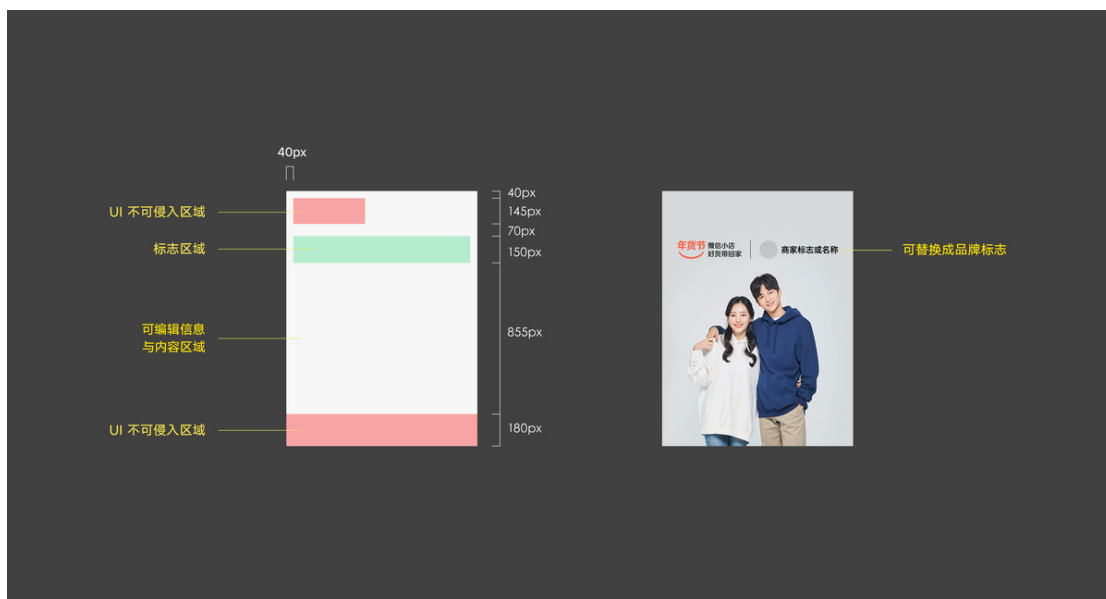 40px
UI 不可侵入区域
标志区域
可编辑信息
与内容区域
UI 不可侵入区域
40px
145px
70px
150px
855px
180px
年货节 微信小店
好货带回家
商家标志或名称
可替换成品牌标志